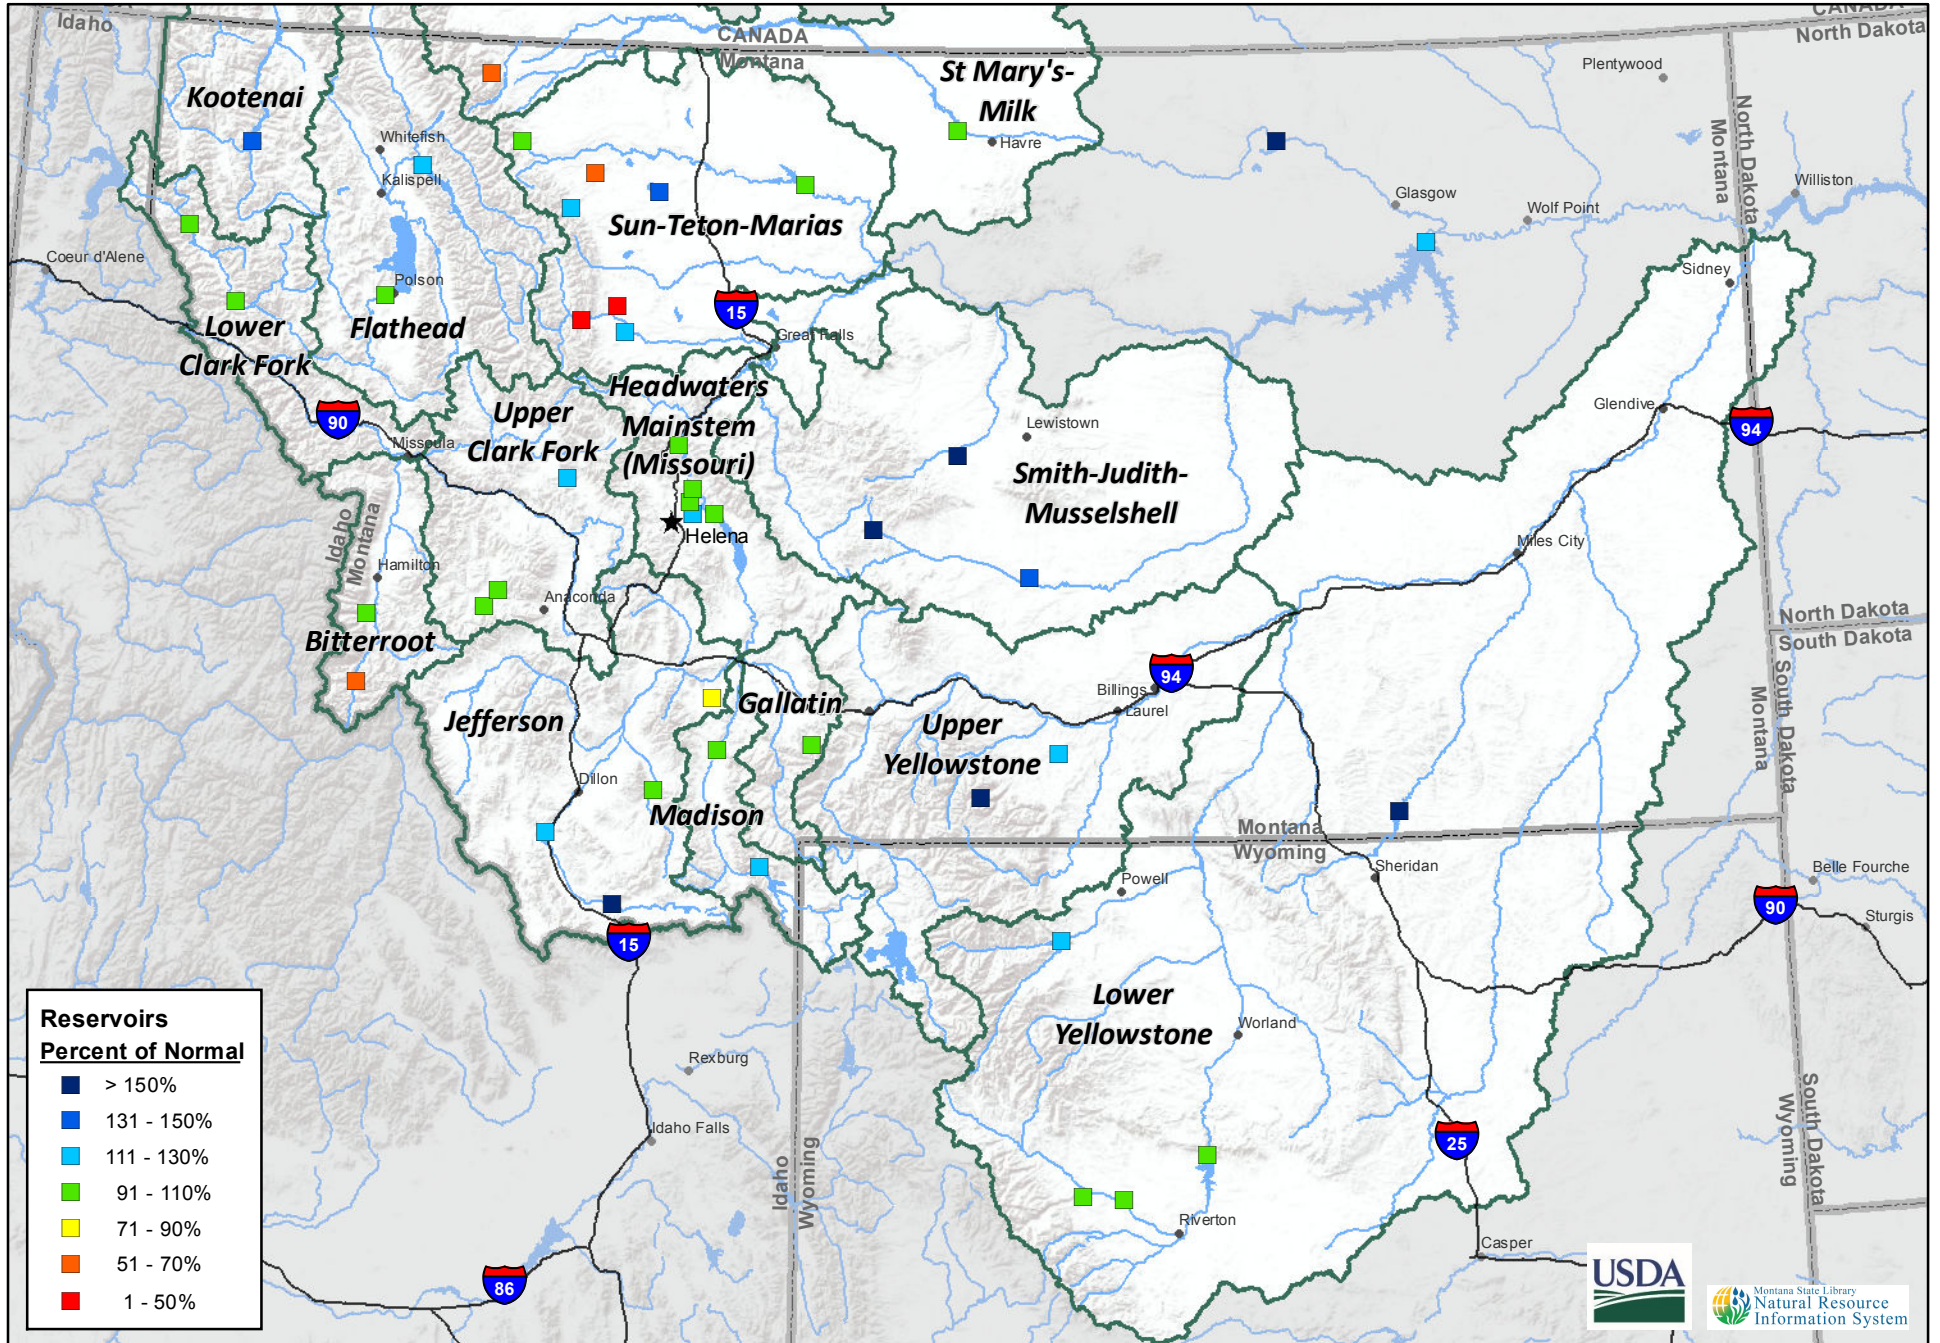 Idaho
CANADA
Montana
CANADA
North Dakota
Kootenai
St Mary's-
Milk
Plentywood
North Dakota
Montana
Whitefish
Havre
Kalispell
Glasgow
Wolf Point
Williston
Sun-Teton-Marias
Coeur d'Alene
Polson
Sidney
15
Lower
Clark Fork
Flathead
Great Falls
Headwaters
Mainstem
(Missouri)
Upper
Clark Fork
90
Missoula
Lewistown
Glendive
94
Smith-Judith-
Musselshell
Helena
Idaho
Montana
Hamilton
Anaconda
Miles City
North Dakota
South Dakota
Bitterroot
Jefferson
Gallatin
94
Billings
Laurel
Upper
Yellowstone
South Dakota
Montana
Dillon
Madison
Montana
Wyoming
Powell
Sheridan
Belle Fourche
90
Sturgis
15
Lower
Yellowstone
Worland
Rexburg
Idaho Falls
Idaho
Wyoming
25
South Dakota
Wyoming
Riverton
Casper
86
Reservoirs
Percent of Normal
> 150%
131 - 150%
111 - 130%
91 - 110%
71 - 90%
51 - 70%
1 - 50%
USDA
Montana State Library
Natural Resource
Information System